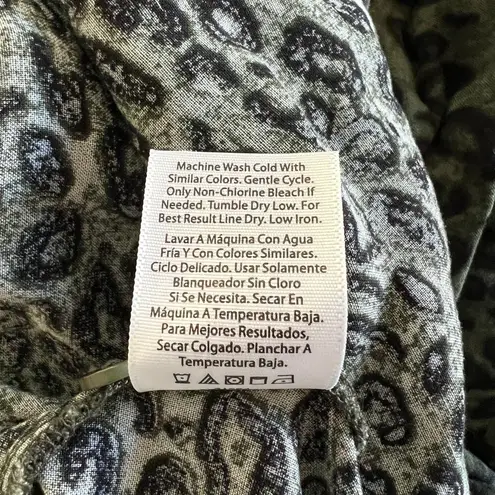 Machine Wash Cold With
Similar Colors. Gentle Cycle.
Only Non-Chlorine Bleach If
Needed. Tumble Dry Low. For
Best Result Line Dry. Low Iron.
Lavar A Máquina Con Agua
Fría Y Con Colores Similares.
Ciclo Delicado. Usar Solamente
Blanqueador Sin Cloro
Si Se Necesita. Secar En
Máquina A Temperatura Baja.
Para Mejores Resultados,
Secar Colgado. Planchar A
Temperatura Baja.